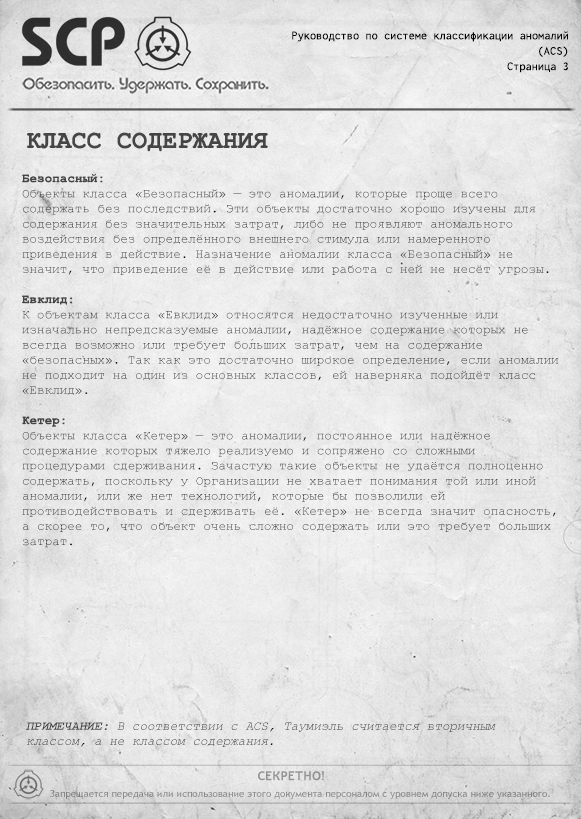 SCP
Обезопасить. Удержать. Сохранить.
Руководство по системе классификации аномалий
(ACS)
Страница 3
КЛАСС СОДЕРЖАНИЯ
Безопасный:
Объекты класса «Безопасный» — это аномалии, которые проще всего
содержать без последствий. Эти объекты достаточно хорошо изучены для
содержания без значительных затрат, либо не проявляют аномального
воздействия без определённого внешнего стимула или намеренного
приведения в действие. Назначение аномалии класса «Безопасный» не
значит, что приведение её в действие или работа с ней не несёт угрозы.
Евклид:
К объектам класса «Евклид» относятся недостаточно изученные или
изначально непредсказуемые аномалии, надёжное содержание которых не
всегда возможно или требует больших затрат, чем на содержание
«безопасных». Так как это достаточно широкое определение, если аномалии
не подходит на один из основных классов, ей наверняка подойдёт класс
«Евклид».
Кетер:
Объекты класса «Кетер» — это аномалии, постоянное или надёжное
содержание которых тяжело реализуемо и сопряжено со сложными
процедурами сдерживания. Зачастую такие объекты не удаётся полноценно
содержать, поскольку у Организации не хватает понимания той или иной
аномалии, или же нет технологий, которые бы позволили ей
противодействовать и сдерживать её. «Кетер» не всегда значит опасность,
а скорее то, что объект очень сложно содержать или это требует больших
затрат.
ПРИМЕЧАНИЕ: В соответствии с ACS, Таумиэль считается вторичным
классом, а не классом содержания.
СЕКРЕТНО!
Запрещается передача или использование этого документа персоналом с уровнем допуска ниже указанного.